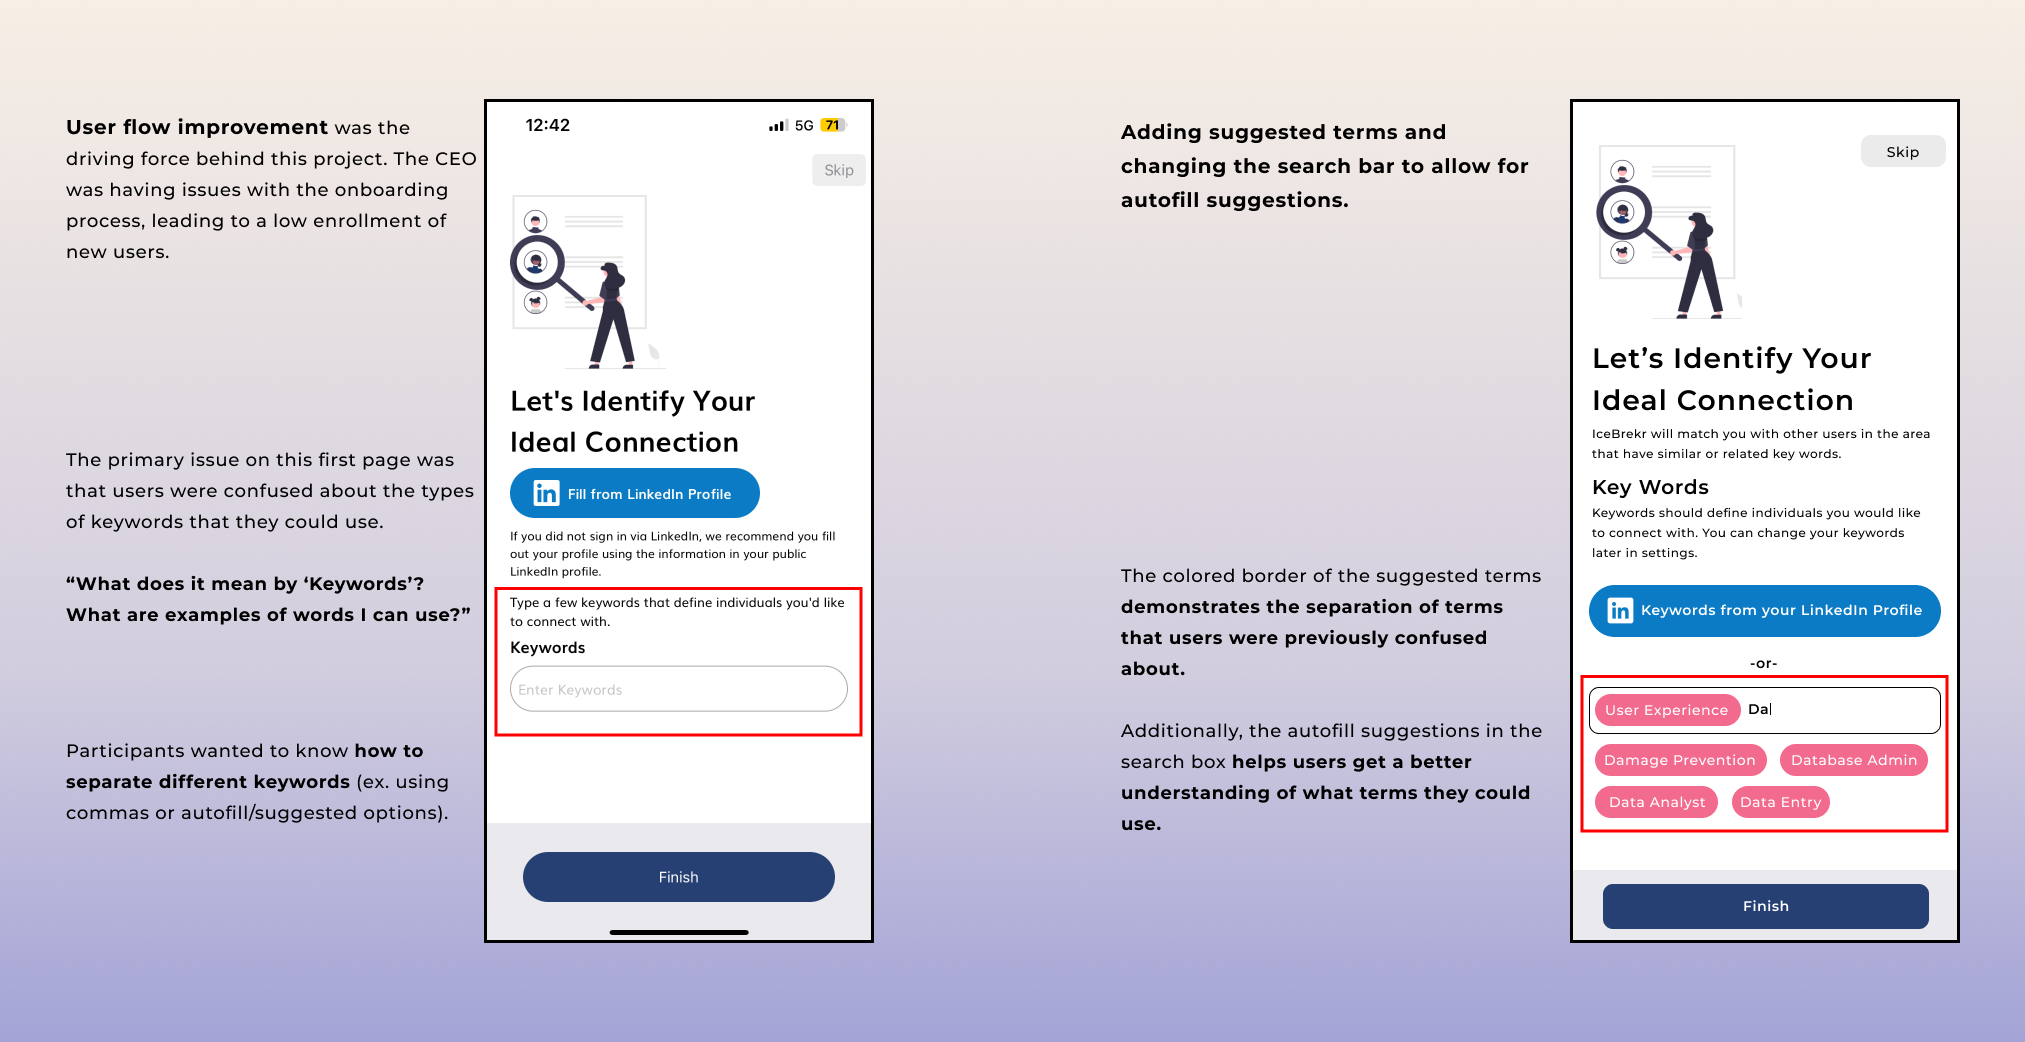 User flow improvement was the
driving force behind this project. The CEO
was having issues with the onboarding
process, leading to a low enrollment of
new users.
The primary issue on this first page was
that users were confused about the types
of keywords that they could use.
“What does it mean by ‘Keywords’?
What are examples of words I can use?”
Participants wanted to know how to
separate different keywords (ex. using
commas or autofill/suggested options).
12:42
5G 71
Skip
Let's Identify Your
Ideal Connection
in Fill from LinkedIn Profile
If you did not sign in via LinkedIn, we recommend you fill
out your profile using the information in your public
LinkedIn profile.
Type a few keywords that define individuals you'd like
to connect with.
Keywords
Enter Keywords
Finish
Adding suggested terms and
changing the search bar to allow for
autofill suggestions.
The colored border of the suggested terms
demonstrates the separation of terms
that users were previously confused
about.
Additionally, the autofill suggestions in the
search box helps users get a better
understanding of what terms they could
use.
Skip
Let’s Identify Your
Ideal Connection
IceBrekr will match you with other users in the area
that have similar or related key words.
Key Words
Keywords should define individuals you would like
to connect with. You can change your keywords
later in settings.
in Keywords from your LinkedIn Profile
-or-
User Experience Da
Damage Prevention Database Admin
Data Analyst Data Entry
Finish